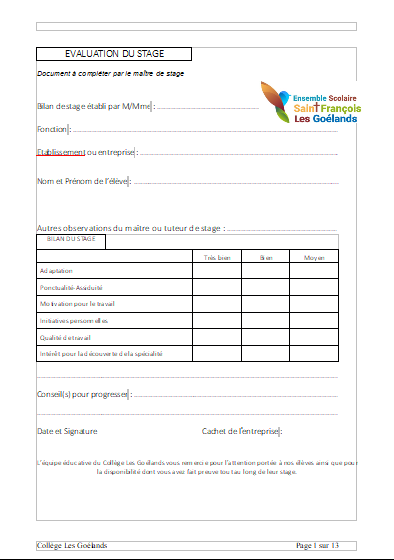 EVALUATION DU STAGE
Document à compléter par le maître de stage
Ensemble Scolaire
Saint François
Les Goélands
Bilan de stage établi par M/Mme :
Fonction :
Etablissement ou entreprise :
Nom et Prénom de l'élève :
Autres observations du maître ou tuteur de stage :
BILAN DU STAGE
Très bien Bien Moyen
Adaptation
Ponctualité-Assiduité
Motivation pour le travail
Initiatives personnelles
Qualité de travail
Intérêt pour la découverte de la spécialité
Conseil(s) pour progresser :
Date et Signature Cachet de l'entreprise :
L'équipe éducative du Collège Les Goélands vous remercie pour l'attention portée à nos élèves ainsi que pour
la disponibilité dont vous avez fait preuve tou tau long de leur stage.
Collège Les Goélands Page 1 sur 13